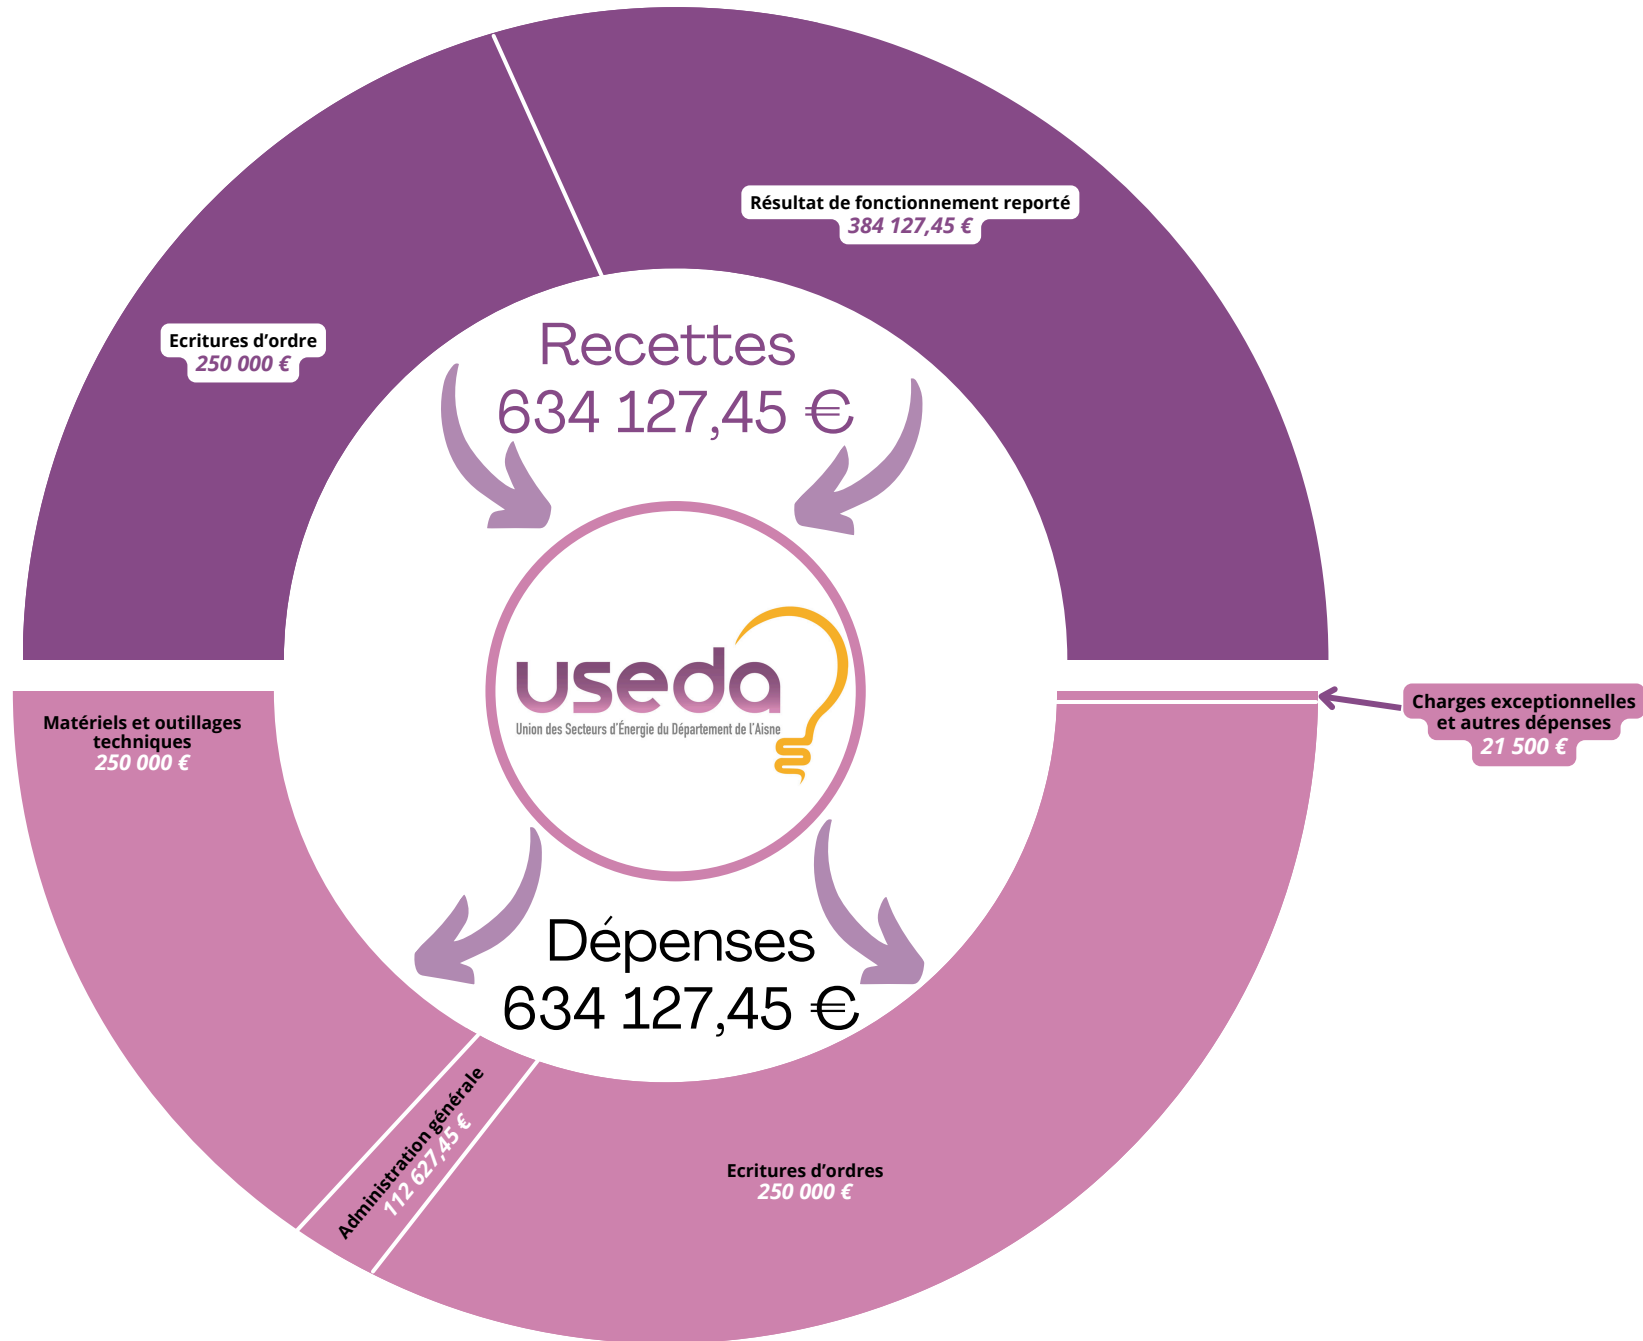 Résultat de fonctionnement reporté
384 127,45 €
Ecritures d’ordre
250 000 €
Recettes
634 127,45 €
useda
Union des Secteurs d’Énergie du Département de l’Aisne
Matériels et outillages
techniques
250 000 €
Charges exceptionnelles
et autres dépenses
21 500 €
Dépenses
634 127,45 €
Administration générale
112 627,45 €
Ecritures d’ordres
250 000 €